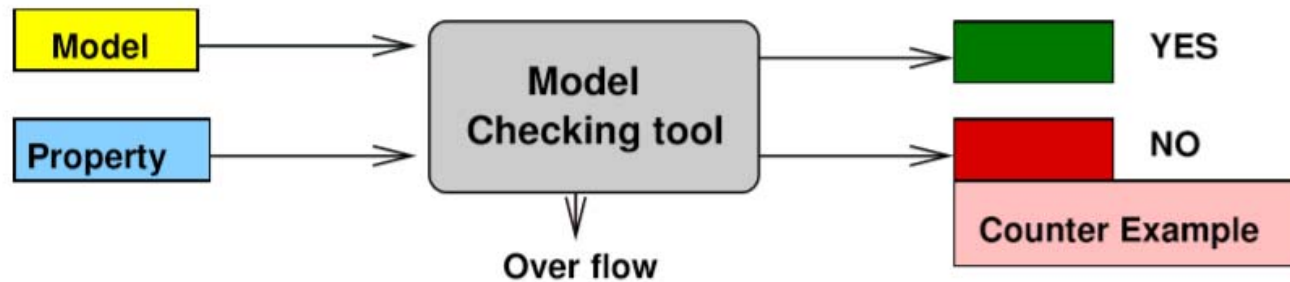 Model
Property
Model
Checking tool
Over flow
YES
NO
Counter Example